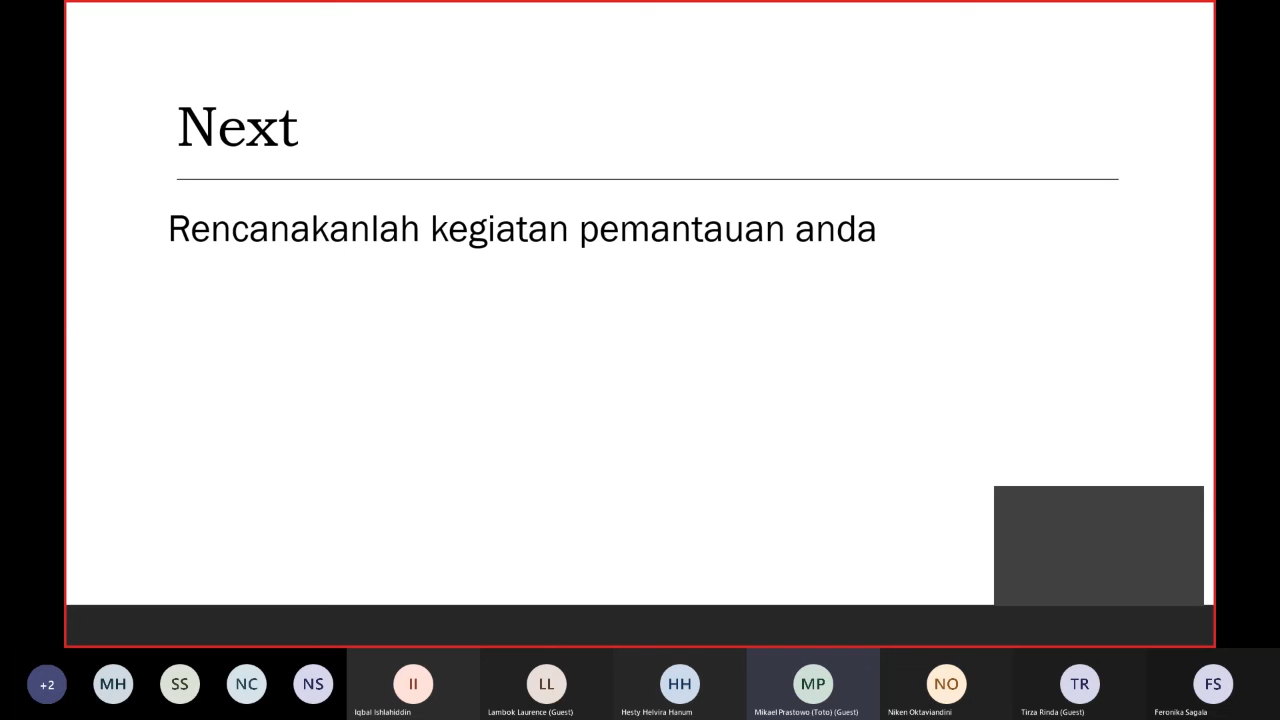 Next
Rencanakanlah kegiatan pemantauan anda
+2
MH
SS
NC
NS
II
LL
HH
MP
NO
TR
FS
Iqbal Ishlahiddin
Lambok Laurence (Guest)
Hesty Helvira Hanum
Mikael Prastowo (Toto) (Guest)
Niken Oktaviandini
Tirza Rinda (Guest)
Feronika Sagala